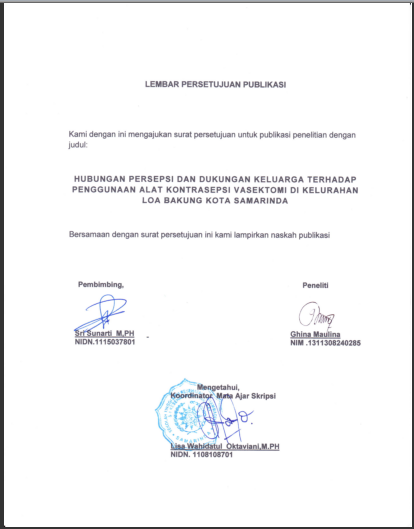 LEMBAR PERSETUJUAN PUBLIKASI
Kami dengan ini mengajukan surat persetujuan untuk publikasi penelitian dengan
judul:
HUBUNGAN PERSEPSI DAN DUKUNGAN KELUARGA TERHADAP
PENGGUNAAN ALAT KONTRASEPSI VASEKTOMI DI KELURAHAN
LOA BAKUNG KOTA SAMARINDA
Bersamaan dengan surat persetujuan ini kami lampirkan naskah publikasi
Pembimbing,
Sri Sunarti M,PH
NIDN.1115037801
Peneliti
Ghina Maulina
NIM .1311308240285
Mengetahui,
Koordinator Mata Ajar Skripsi
Lisa Wahidatul Oktaviani,M.PH
NIDN. 1108108701